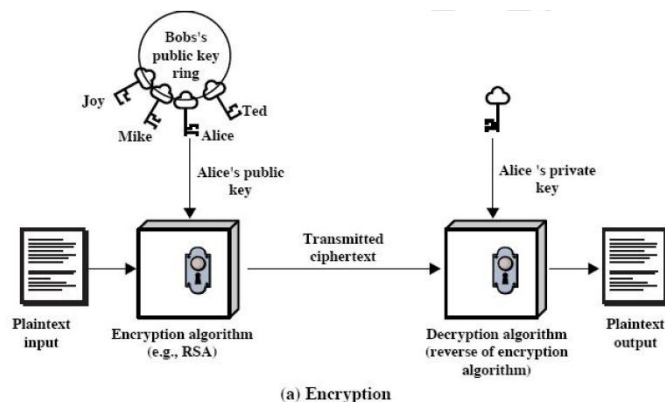 Bobs's
public key
ring
Joy
Ted
Mike
Alice
Alice's public
key
Alice 's private
key
Transmitted
ciphertext
Plaintext
input
Encryption algorithm
(e.g., RSA)
Decryption algorithm
(reverse of encryption
algorithm)
Plaintext
output
(a) Encryption